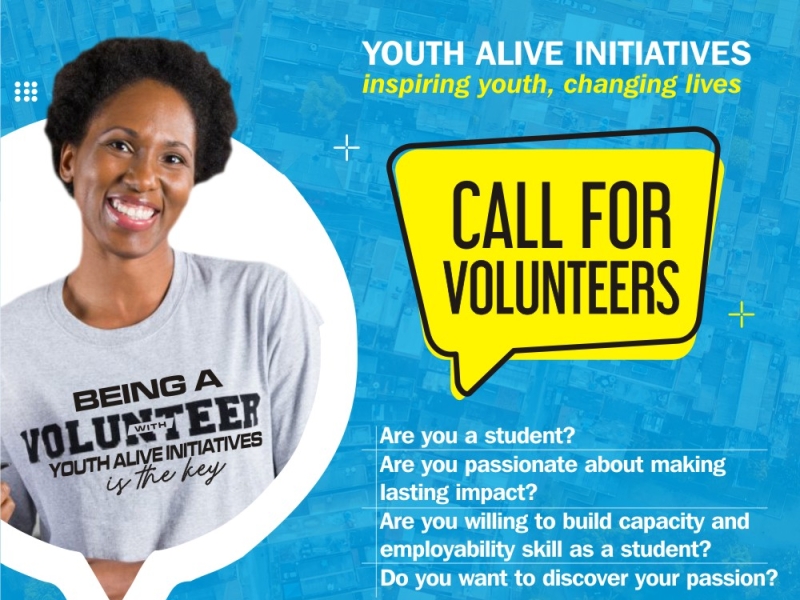 YOUTH ALIVE INITIATIVES
inspiring youth, changing lives
CALL FOR
VOLUNTEERS
BEING A
VOLUNTEER
WITH
YOUTH ALIVE INITIATIVES
is the key
Are you a student?
Are you passionate about making
lasting impact?
Are you willing to build capacity and
employability skill as a student?
Do you want to discover your passion?